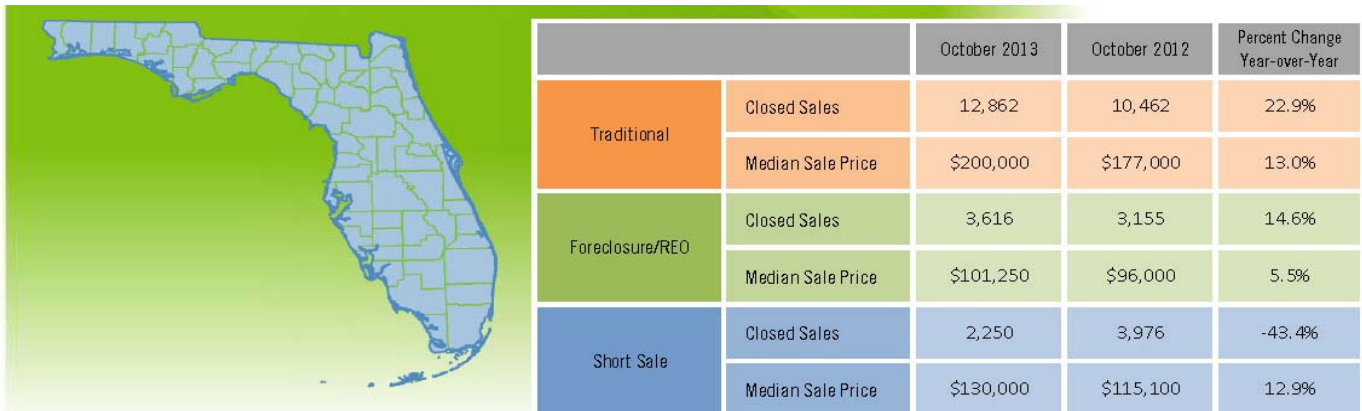 October 2013 October 2012 Percent Change
Year-over-Year
Traditional
Closed Sales 12,862 10,462 22.9%
Median Sale Price $200,000 $177,000 13.0%
Foreclosure/REO
Closed Sales 3,616 3,155 14.6%
Median Sale Price $101,250 $96,000 5.5%
Short Sale
Closed Sales 2,250 3,976 -43.4%
Median Sale Price $130,000 $115,100 12.9%